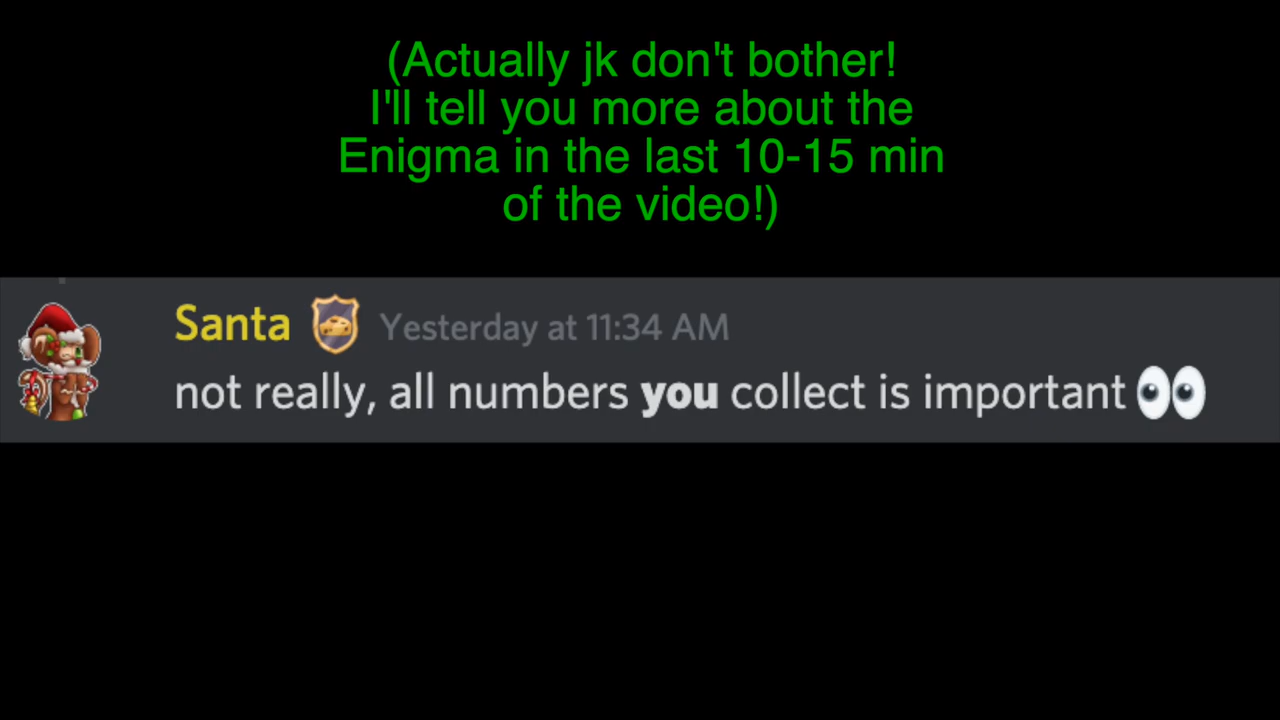 (Actually jk don't bother!
I'll tell you more about the
Enigma in the last 10-15 min
of the video!)
Santa Yesterday at 11:34 AM
not really, all numbers you collect is important 👀